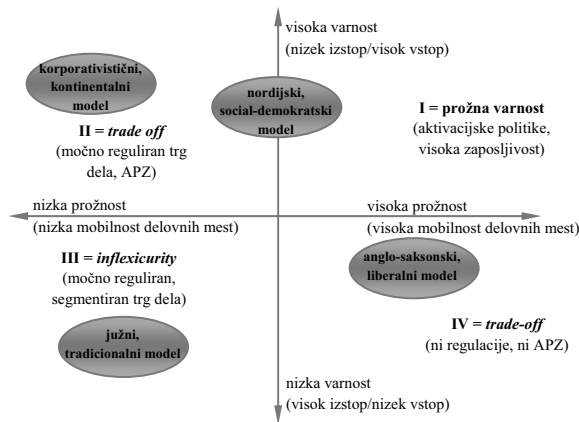 visoka varnost
(nizek izstop/visok vstop)
korporativistični,
kontinentalni
model
nordijski,
social-demokratski
model
I = prožna varnost
(aktivacijske politike,
visoka zaposljivost)
II = trade off
(močno reguliran trg
dela, APZ)
nizka prožnost
(nizka mobilnost delovnih mest)
visoka prožnost
(visoka mobilnost delovnih mest)
III = inflexicurity
(močno reguliran,
segmentiran trg dela)
anglo-saksonski,
liberalni model
južni,
tradicionalni model
IV = trade-off
(ni regulacije, ni APZ)
nizka varnost
(visok izstop/nizek vstop)